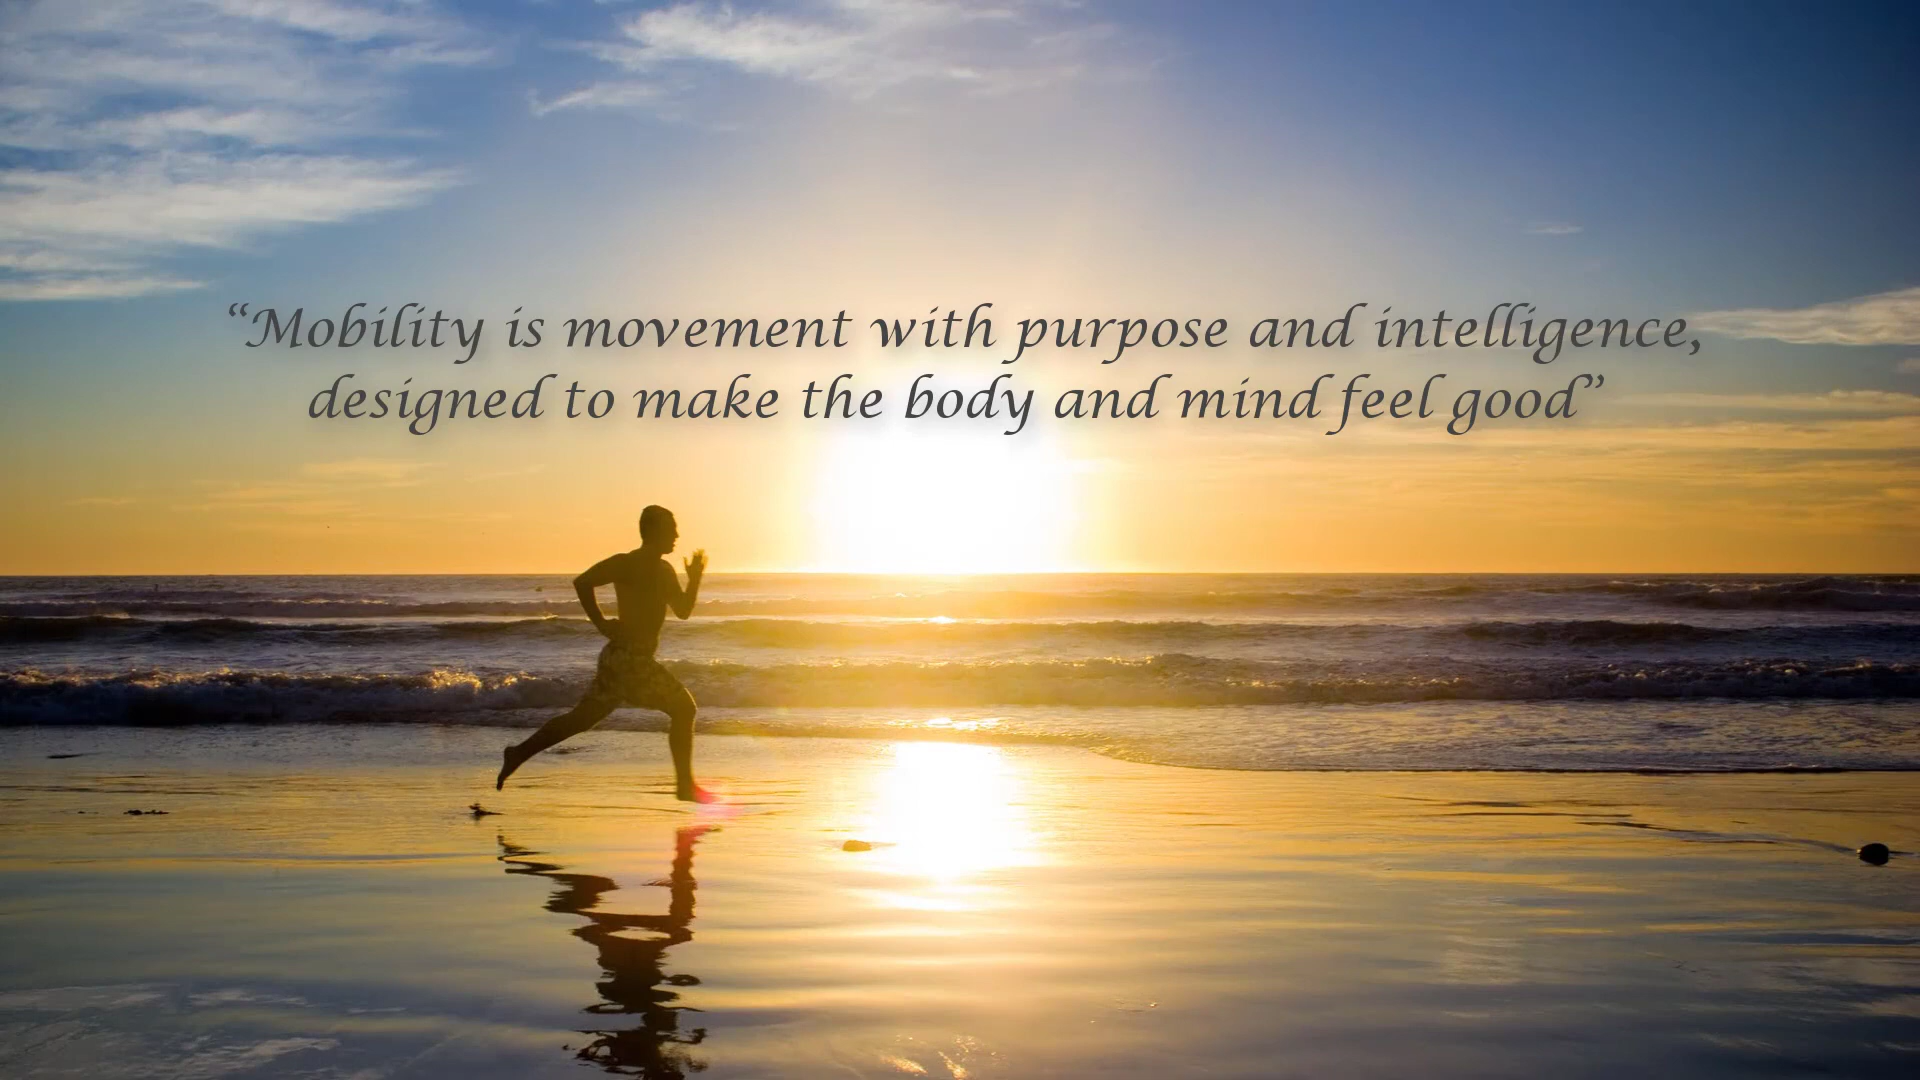 “Mobility is movement with purpose and intelligence,
designed to make the body and mind feel good”